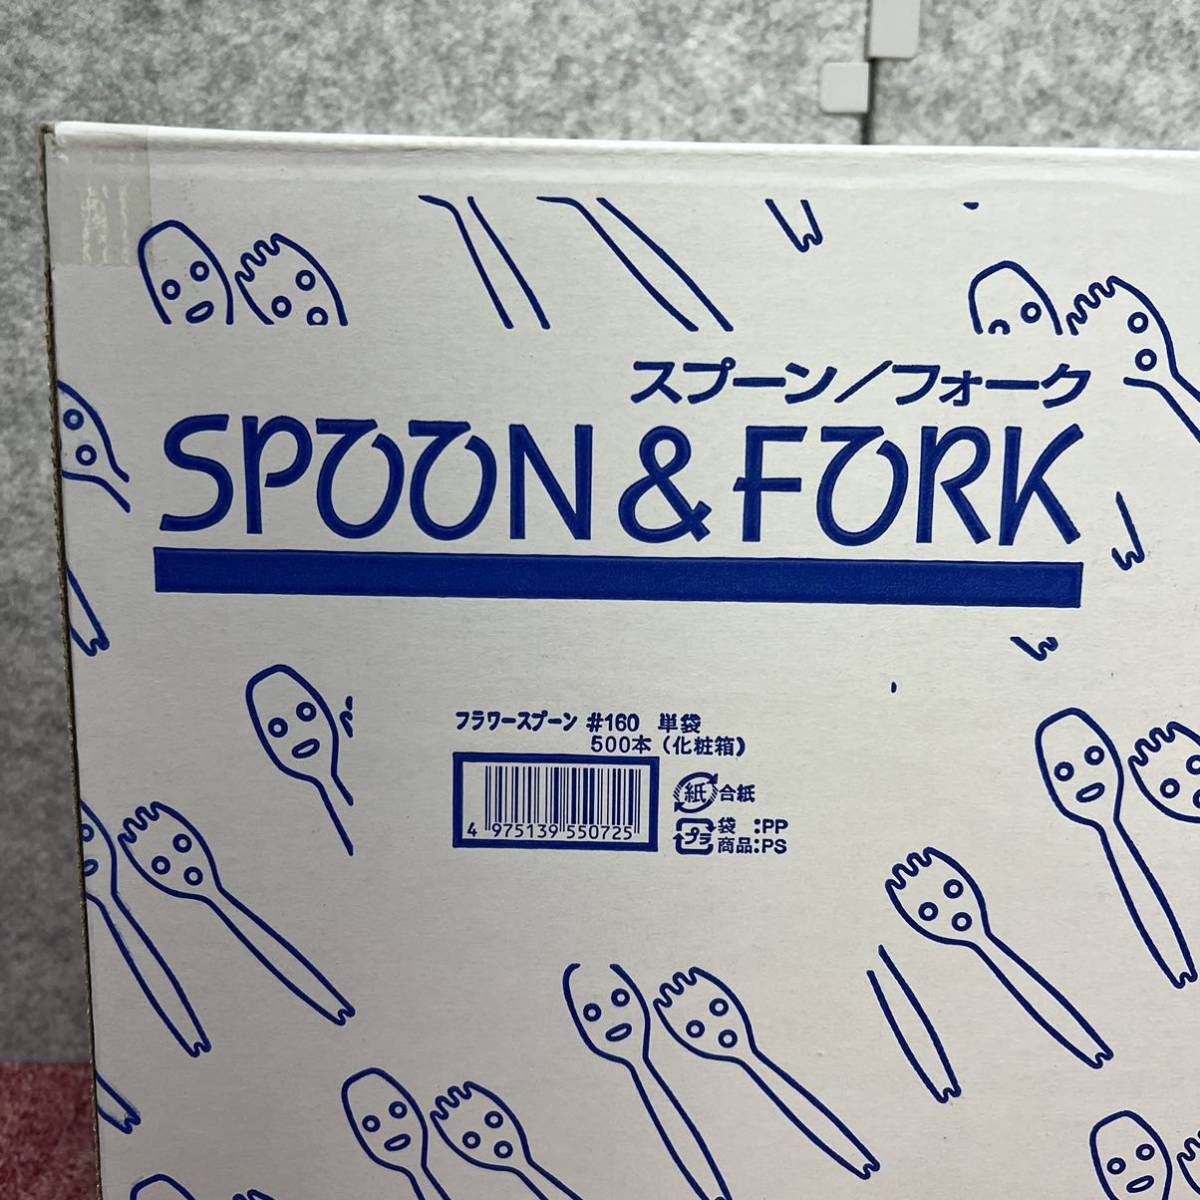 スプーン／フォーク
SPOON & FORK
フラワースプーン #160 単袋
500本（化粧箱）
4 975139 550725
紙 合紙
プラ 袋 :PP
商品:PS